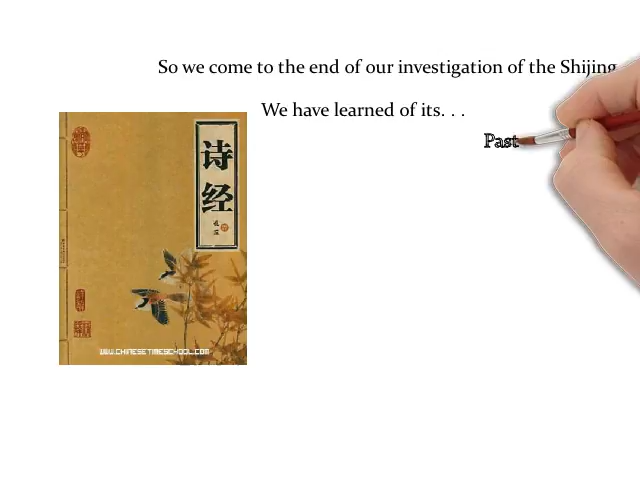 So we come to the end of our investigation of the Shijing
We have learned of its. . .
Past
诗
经
WWW.CHINESETIMESCHOOL.COM